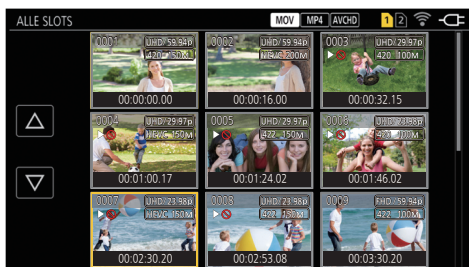 ALLE SLOTS MOV MP4 AVCHD 1 2
0001 UHD/59.94p
420 150M
00:00:00.00
0002 UHD/59.94p
HEVC 200M
00:00:16.00
0003 UHD/29.97p
420 100M
00:00:32.15
0004 UHD/29.97p
HEVC 150M
00:01:00.17
0005 UHD/29.97p
422 150M
00:01:24.02
0006 UHD/23.98p
420 100M
00:01:46.02
0007 UHD/23.98p
HEVC 150M
00:02:30.20
0008 UHD/23.98p
422 150M
00:02:53.08
0009 FHD/59.94p
422 100M
00:03:30.20